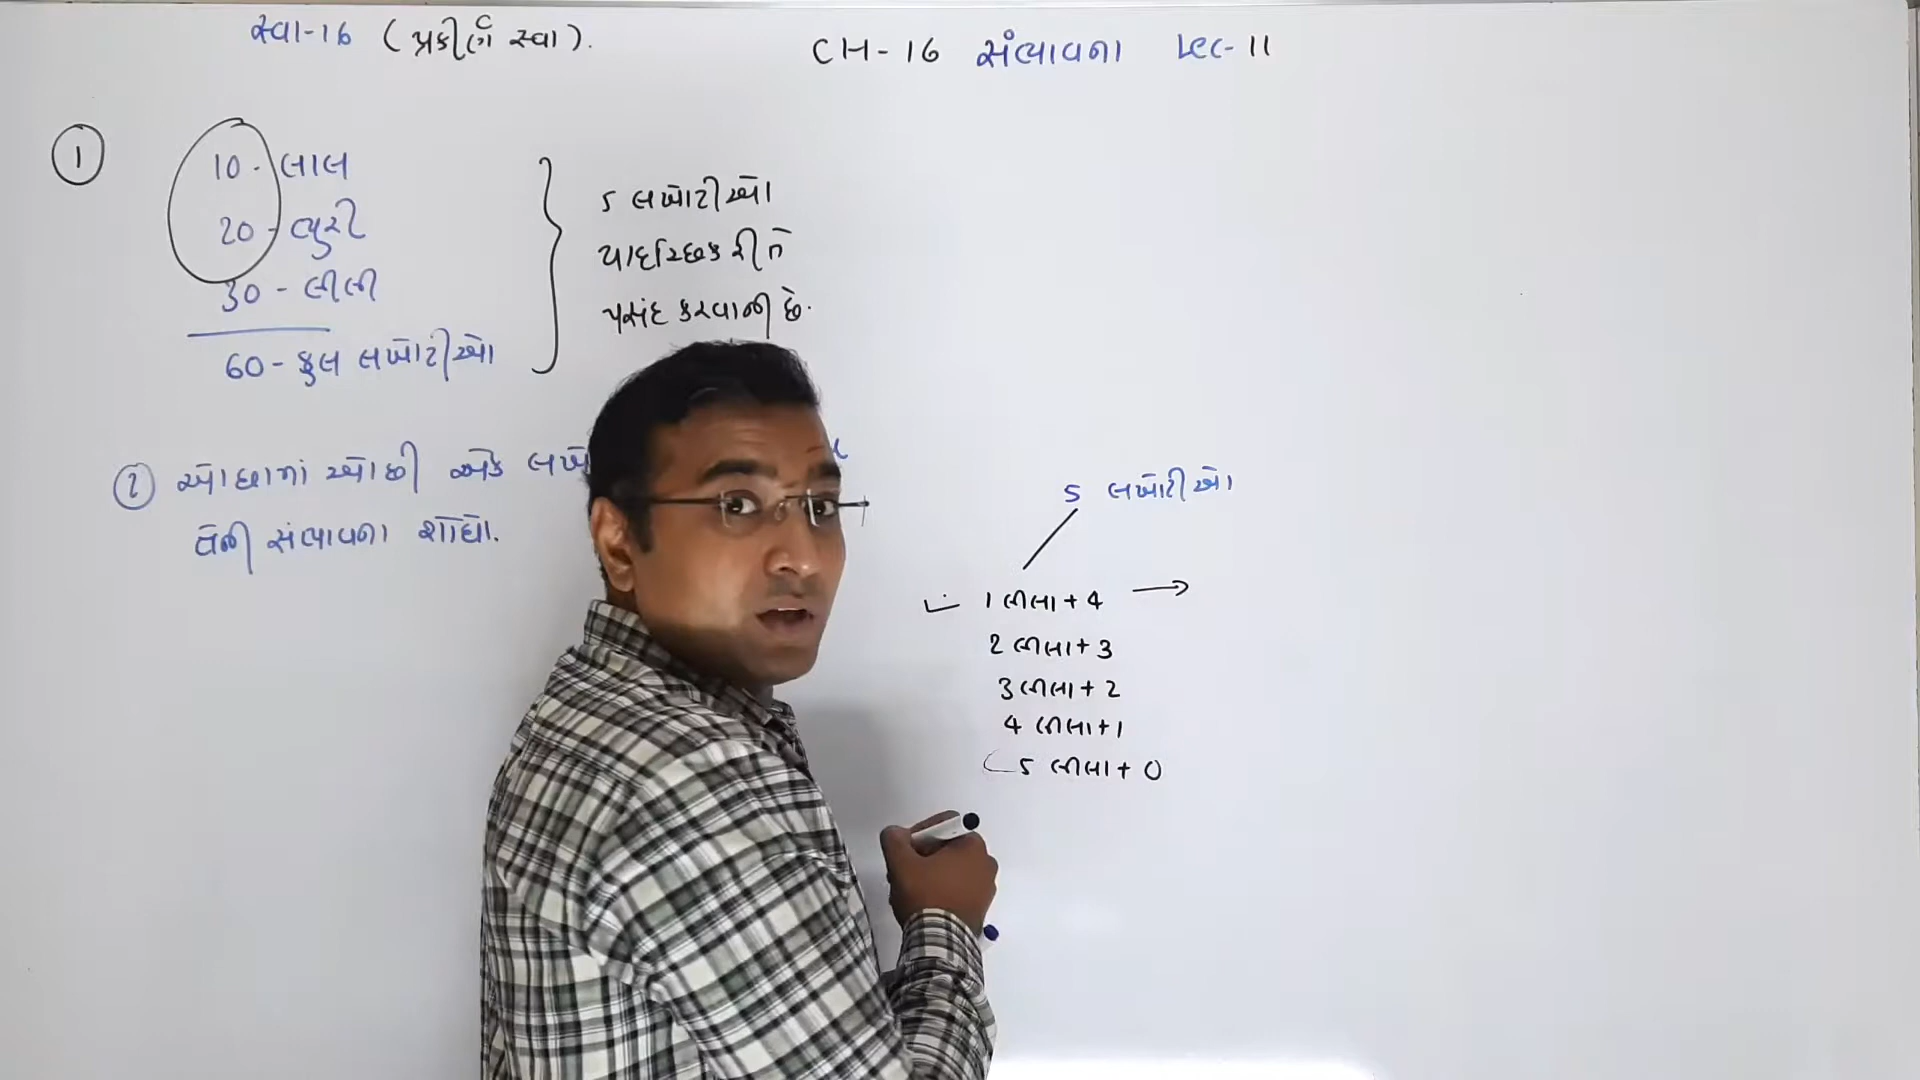 સ્વા-16 (પ્રકીર્ણ સ્વા).
CH-16 સંભાવના Lec-11
①
10 - લાલ
20 - ભુરી
30 - લીલી
60 - કુલ લખોટીઓ
5 લખોટીઓ
યાદૃચ્છિક રીતે
પસંદ કરવાની છે.
② ઓછામાં ઓછી એક
તેની સંભાવના શોધો.
5 લખોટીઓ
1 લીલા + 4 →
2 લીલા + 3
3 લીલા + 2
4 લીલા + 1
5 લીલા + 0